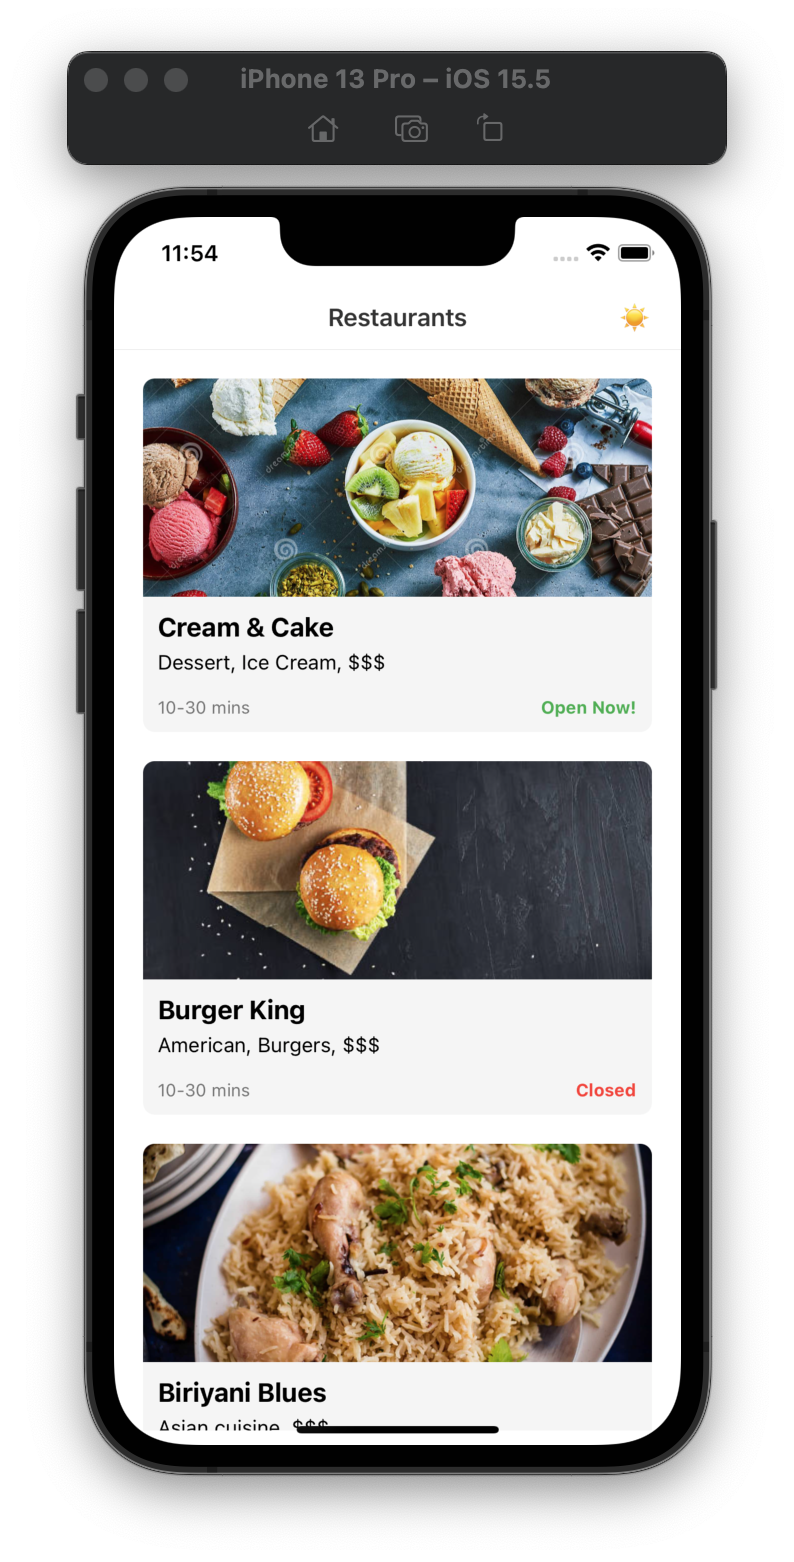 iPhone 13 Pro – iOS 15.5
11:54
Restaurants
Cream & Cake
Dessert, Ice Cream, $$$
10-30 mins
Open Now!
Burger King
American, Burgers, $$$
10-30 mins
Closed
Biriyani Blues
Asian cuisine, $$$